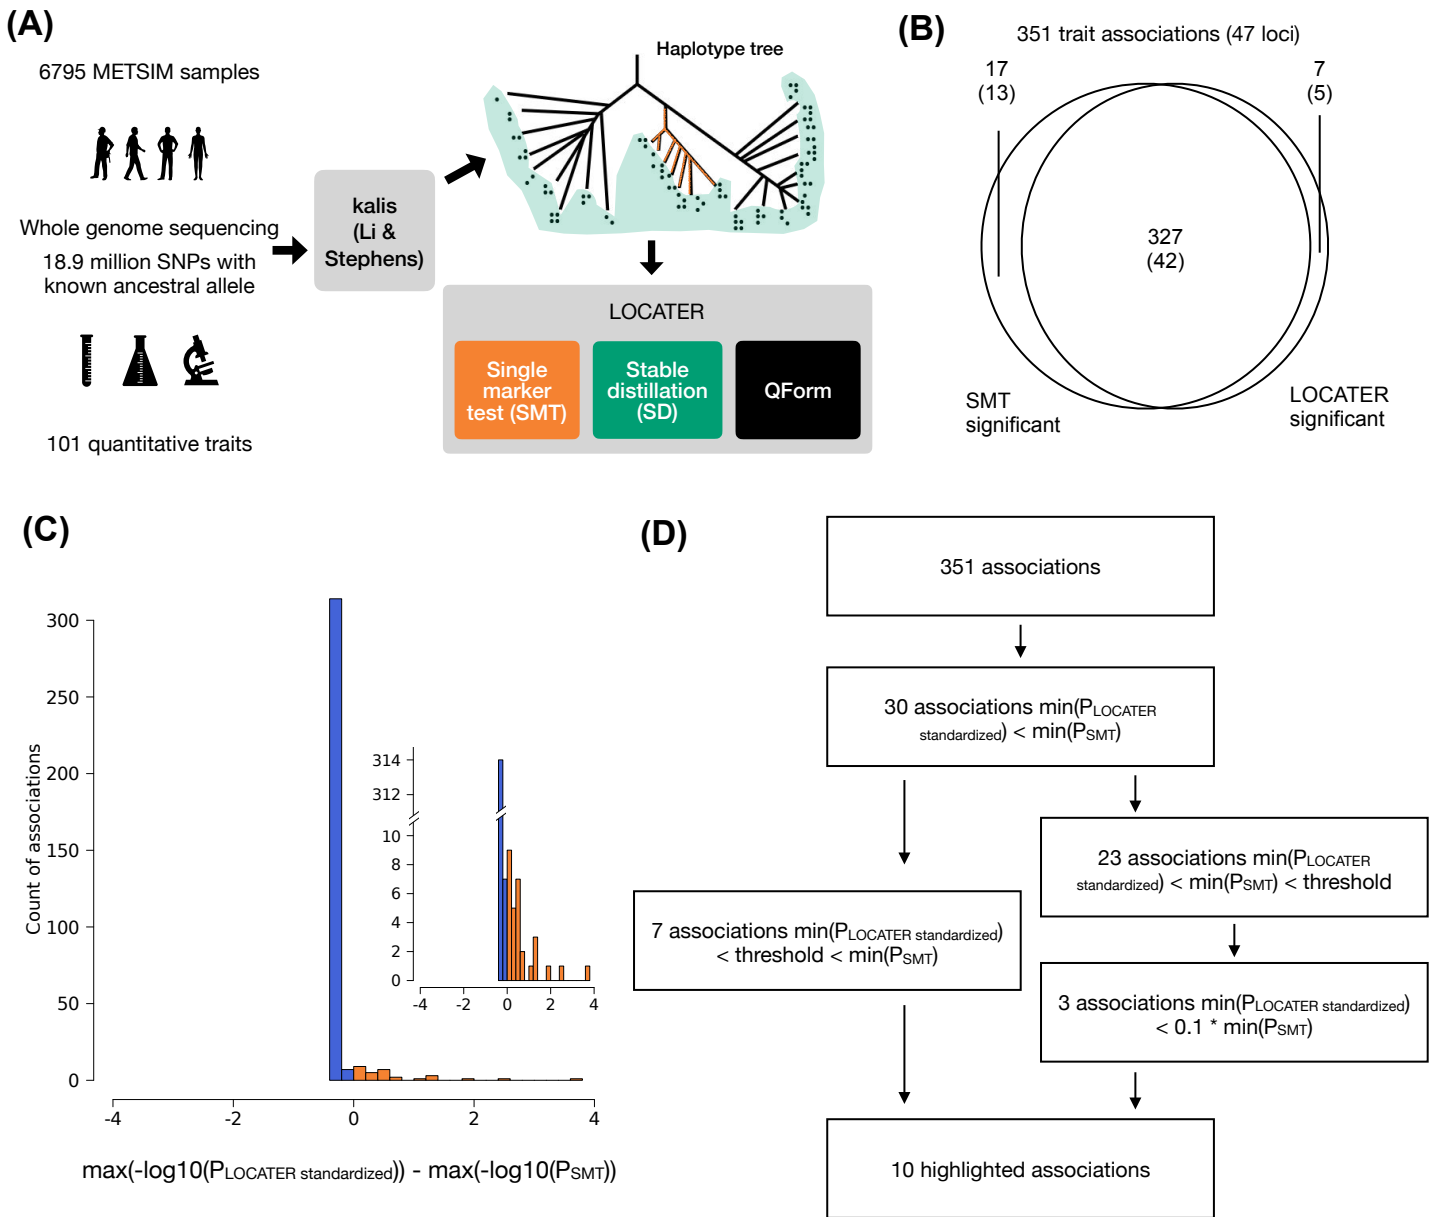 (A)
6795 METSIM samples
Whole genome sequencing
18.9 million SNPs with
known ancestral allele
101 quantitative traits
kalis
(Li &
Stephens)
Haplotype tree
LOCATER
Single
marker
test (SMT)
Stable
distillation
(SD)
QForm
(B)
351 trait associations (47 loci)
17
(13)
7
(5)
327
(42)
SMT
significant
LOCATER
significant
(C)
Count of associations
300
250
200
150
100
50
0
-4
-2
0
2
4
314
312
10
8
6
4
2
0
-4
-2
0
2
4
max(-log10(PLOCATER standardized)) - max(-log10(PSMT))
(D)
351 associations
30 associations min(PLOCATER
standardized) < min(PSMT)
23 associations min(PLOCATER
standardized) < min(PSMT) < threshold
7 associations min(PLOCATER standardized)
< threshold < min(PSMT)
3 associations min(PLOCATER standardized)
< 0.1 * min(PSMT)
10 highlighted associations